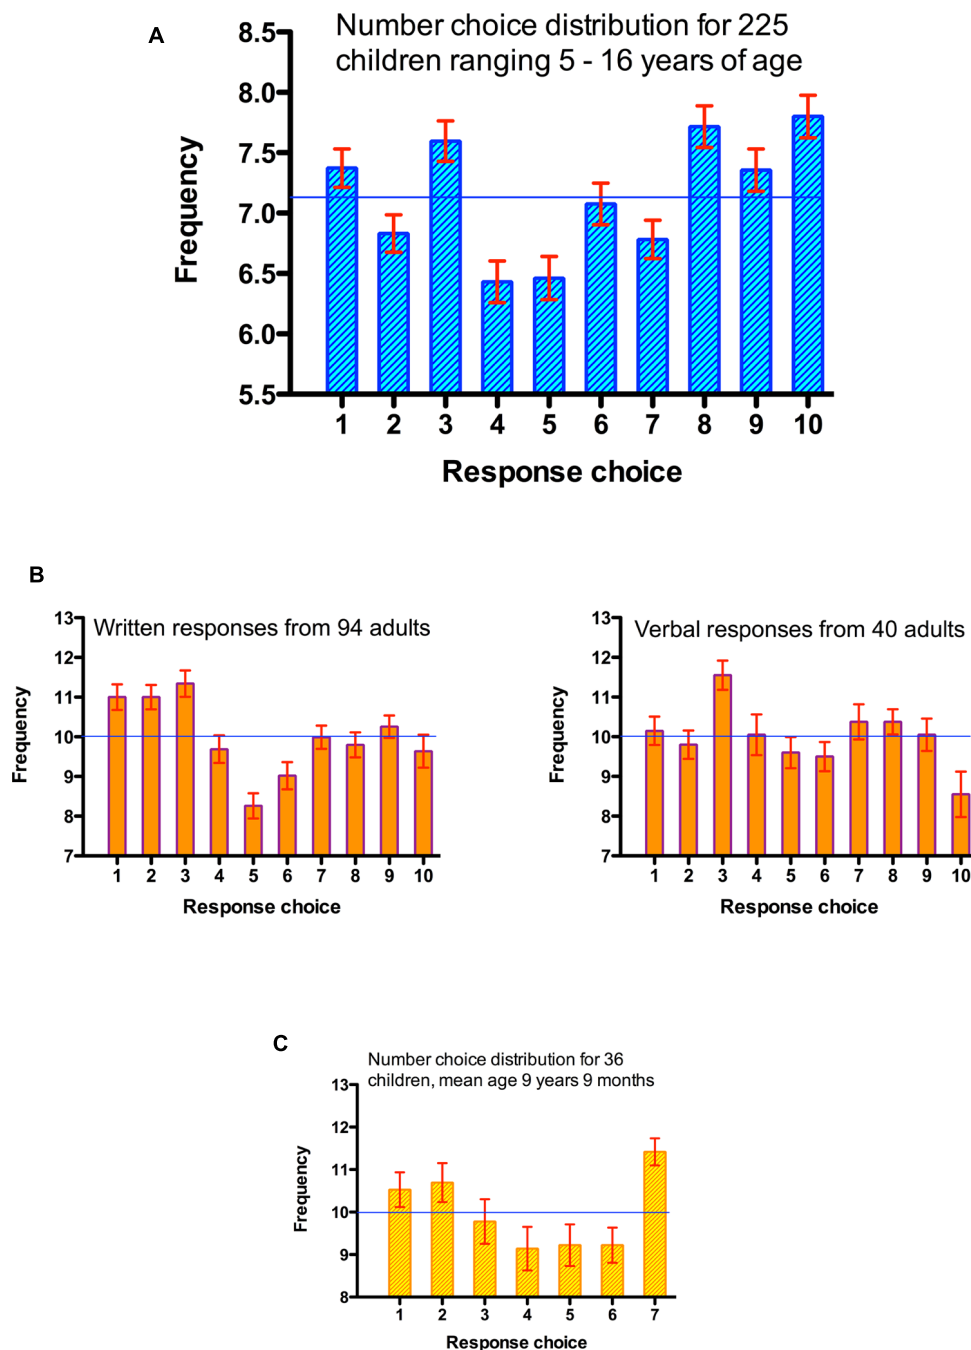 A
Number choice distribution for 225
children ranging 5 - 16 years of age
8.5
8.0
7.5
7.0
6.5
6.0
5.5
Frequency
1 2 3 4 5 6 7 8 9 10
Response choice
B
Written responses from 94 adults
13
12
11
10
9
8
7
Frequency
1 2 3 4 5 6 7 8 9 10
Response choice
Verbal responses from 40 adults
13
12
11
10
9
8
7
Frequency
1 2 3 4 5 6 7 8 9 10
Response choice
C
Number choice distribution for 36
children, mean age 9 years 9 months
13
12
11
10
9
8
Frequency
1 2 3 4 5 6 7
Response choice